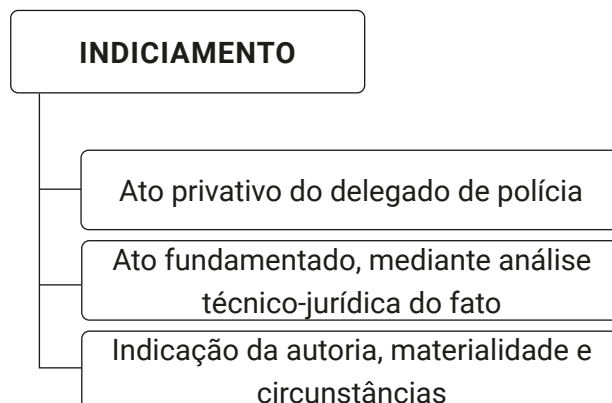 INDICIAMENTO
Ato privativo do delegado de polícia
Ato fundamentado, mediante análise
técnico-jurídica do fato
Indicação da autoria, materialidade e
circunstâncias